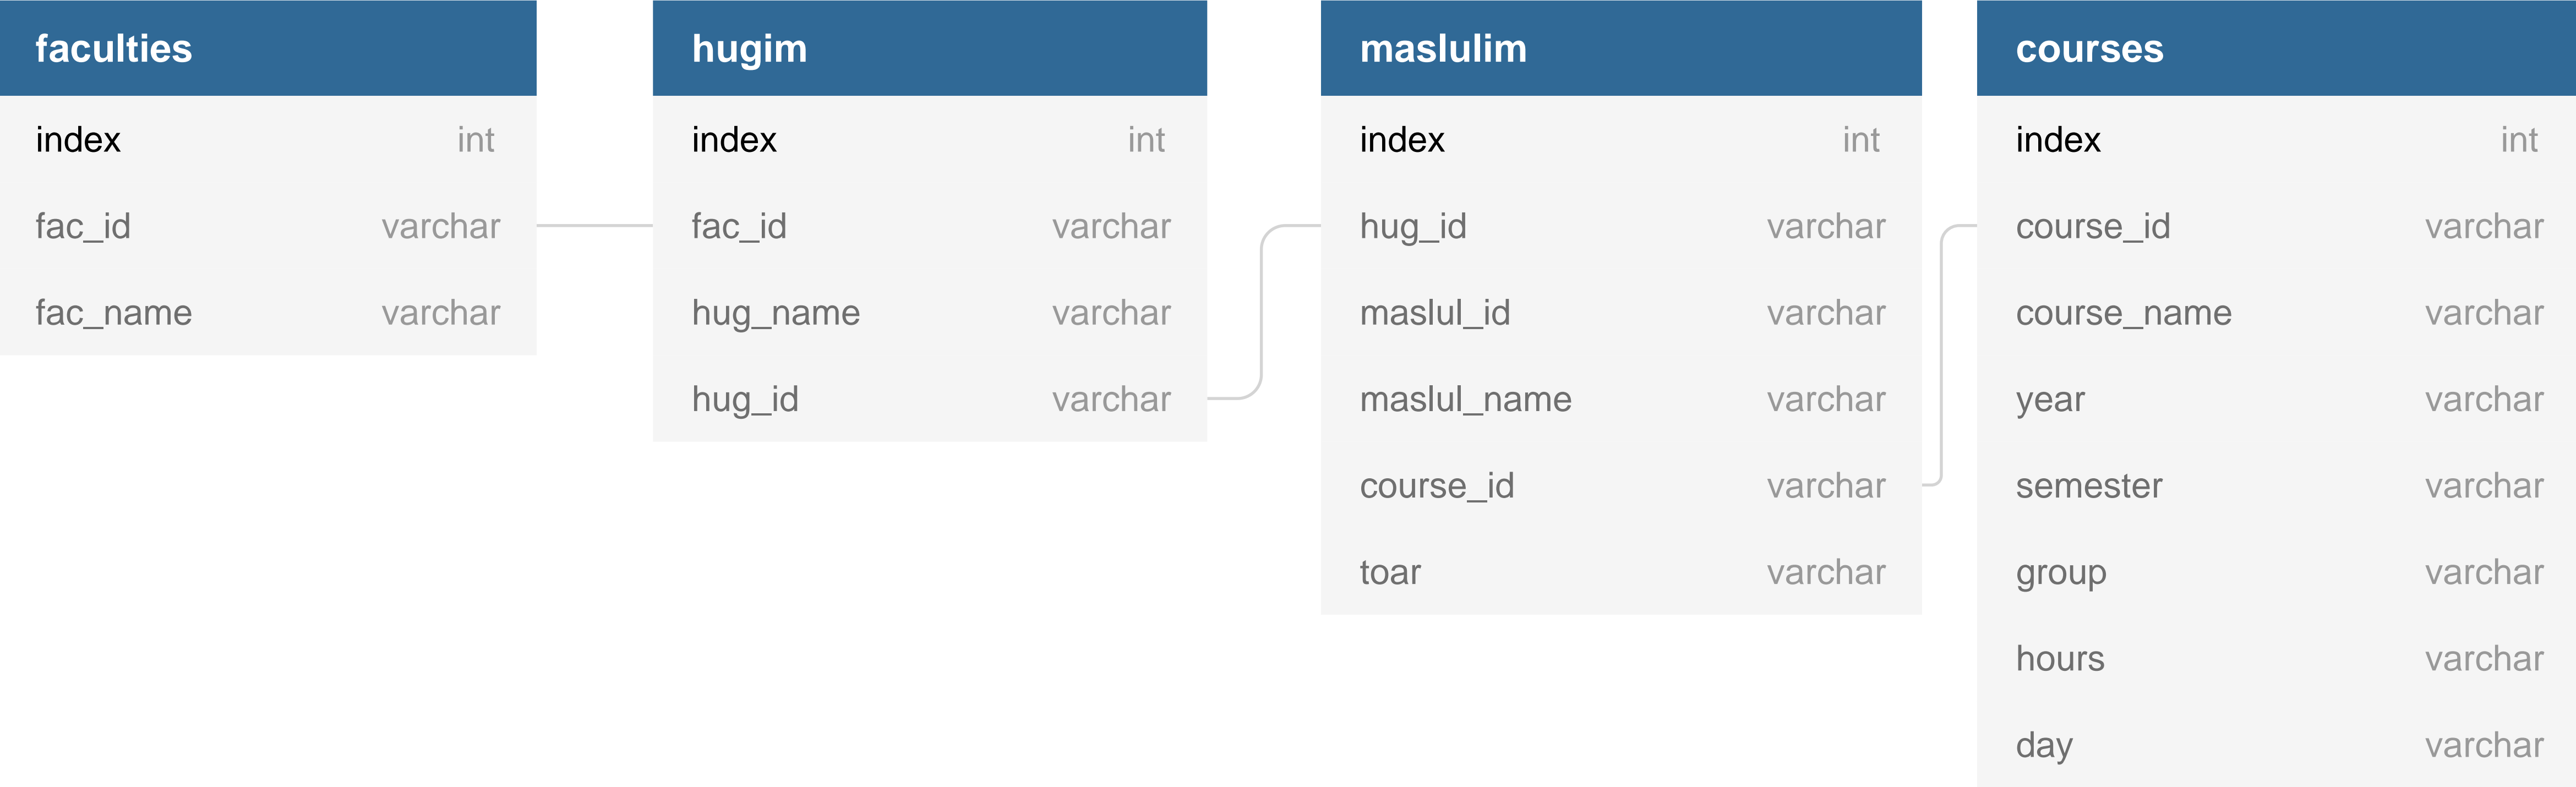 faculties
index int
fac_id varchar
fac_name varchar
hugim
index int
fac_id varchar
hug_name varchar
hug_id varchar
maslulim
index int
hug_id varchar
maslul_id varchar
maslul_name varchar
course_id varchar
toar varchar
courses
index int
course_id varchar
course_name varchar
year varchar
semester varchar
group varchar
hours varchar
day varchar